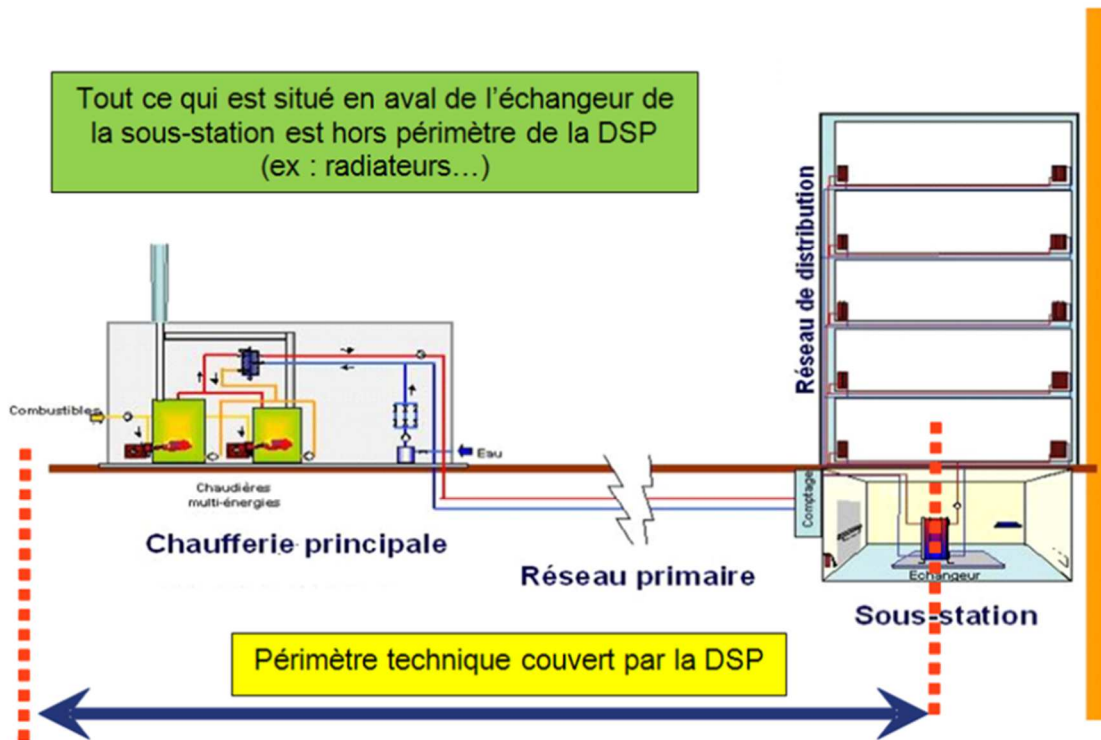 Tout ce qui est situé en aval de l'échangeur de
la sous-station est hors périmètre de la DSP
(ex : radiateurs…)
Réseau de distribution
Combustibles
Eau
Chaudières
multi-énergies
Comptage
Chaufferie principale
Réseau primaire
Echangeur
Sous-station
Périmètre technique couvert par la DSP